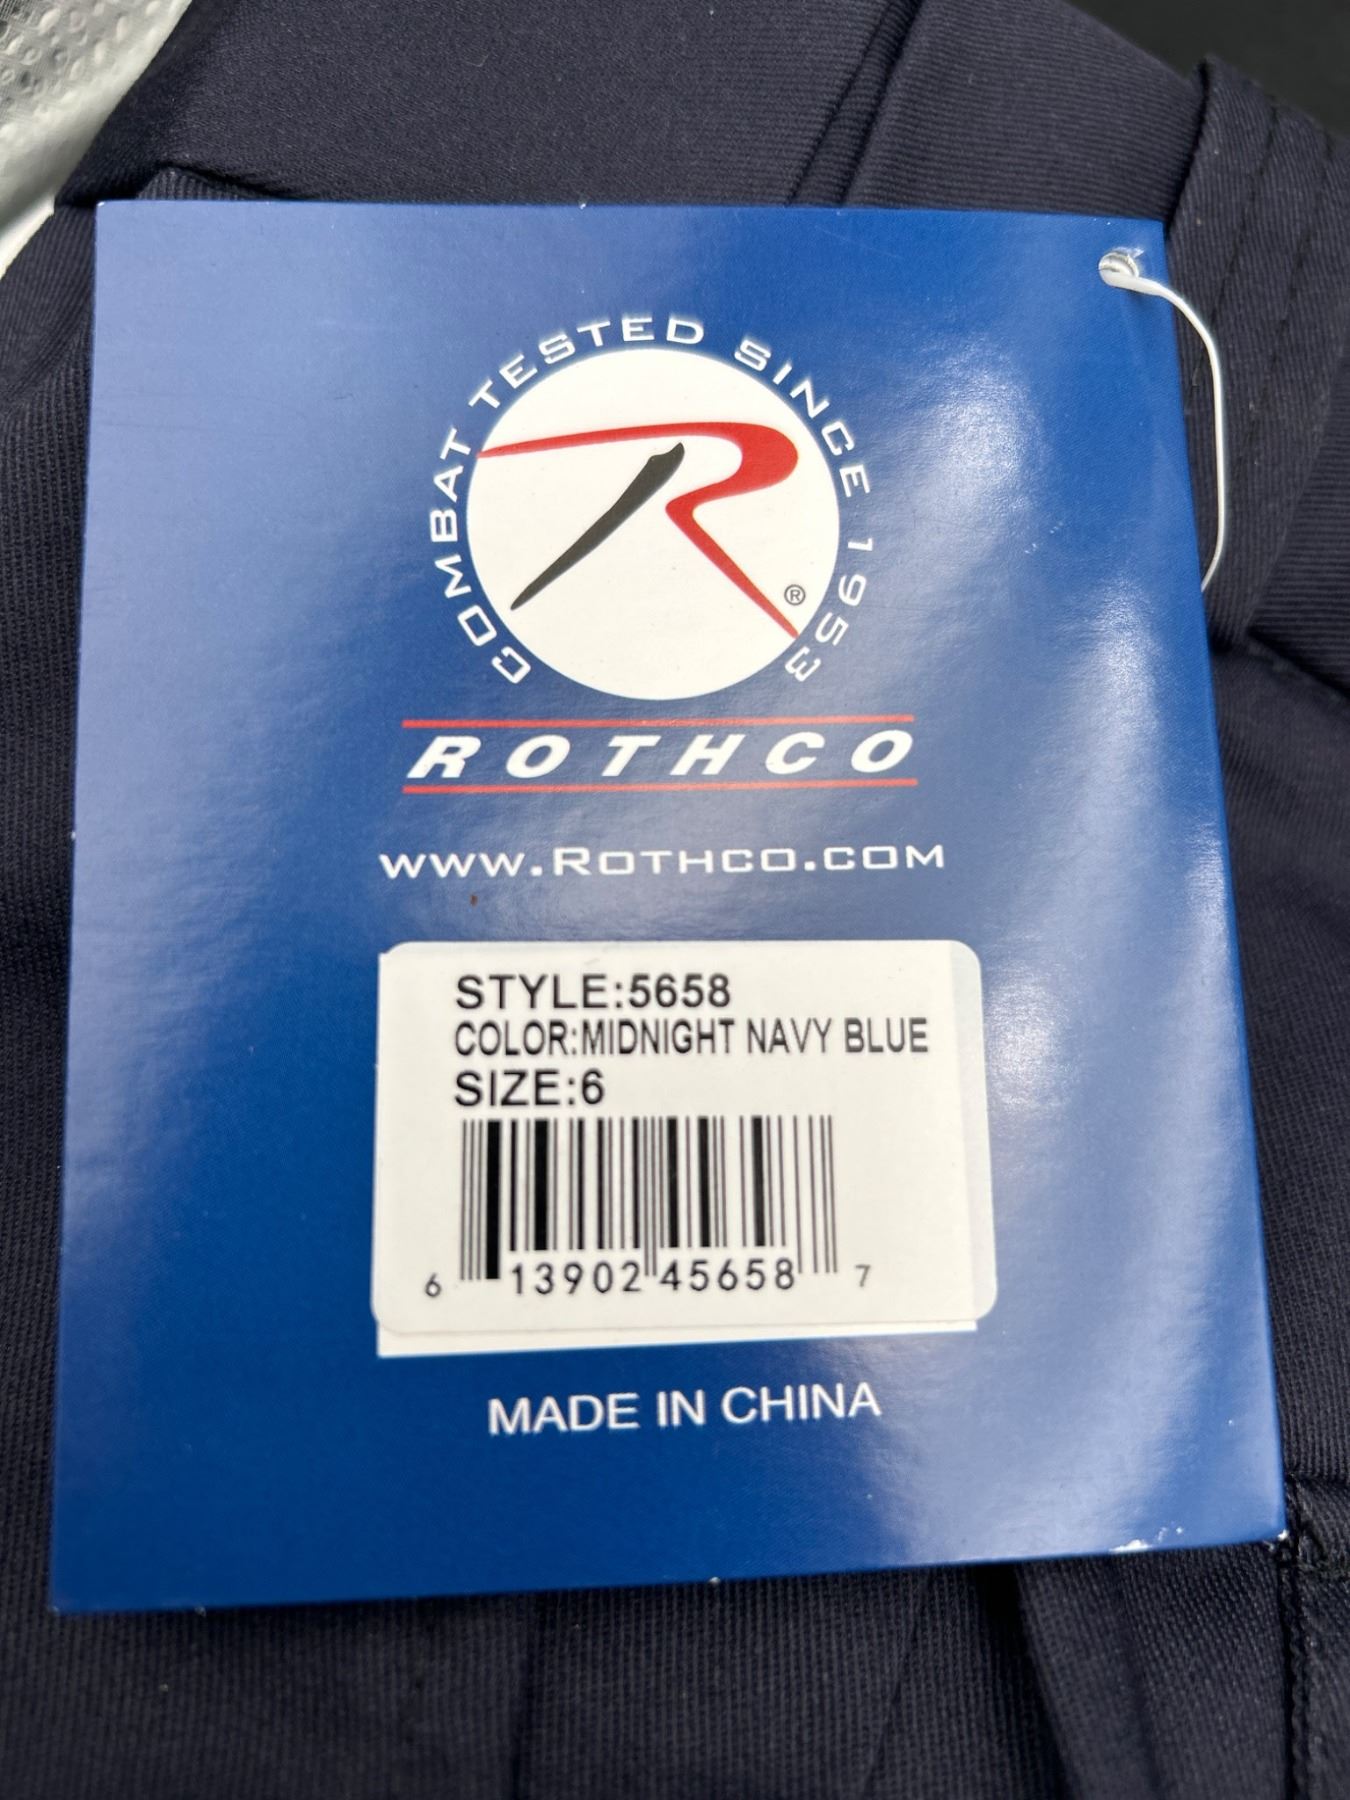 COMBAT TESTED SINCE 1953
R
®
ROTHCO
WWW.ROTHCO.COM
STYLE:5658
COLOR:MIDNIGHT NAVY BLUE
SIZE:6
6 13902 45658 7
MADE IN CHINA